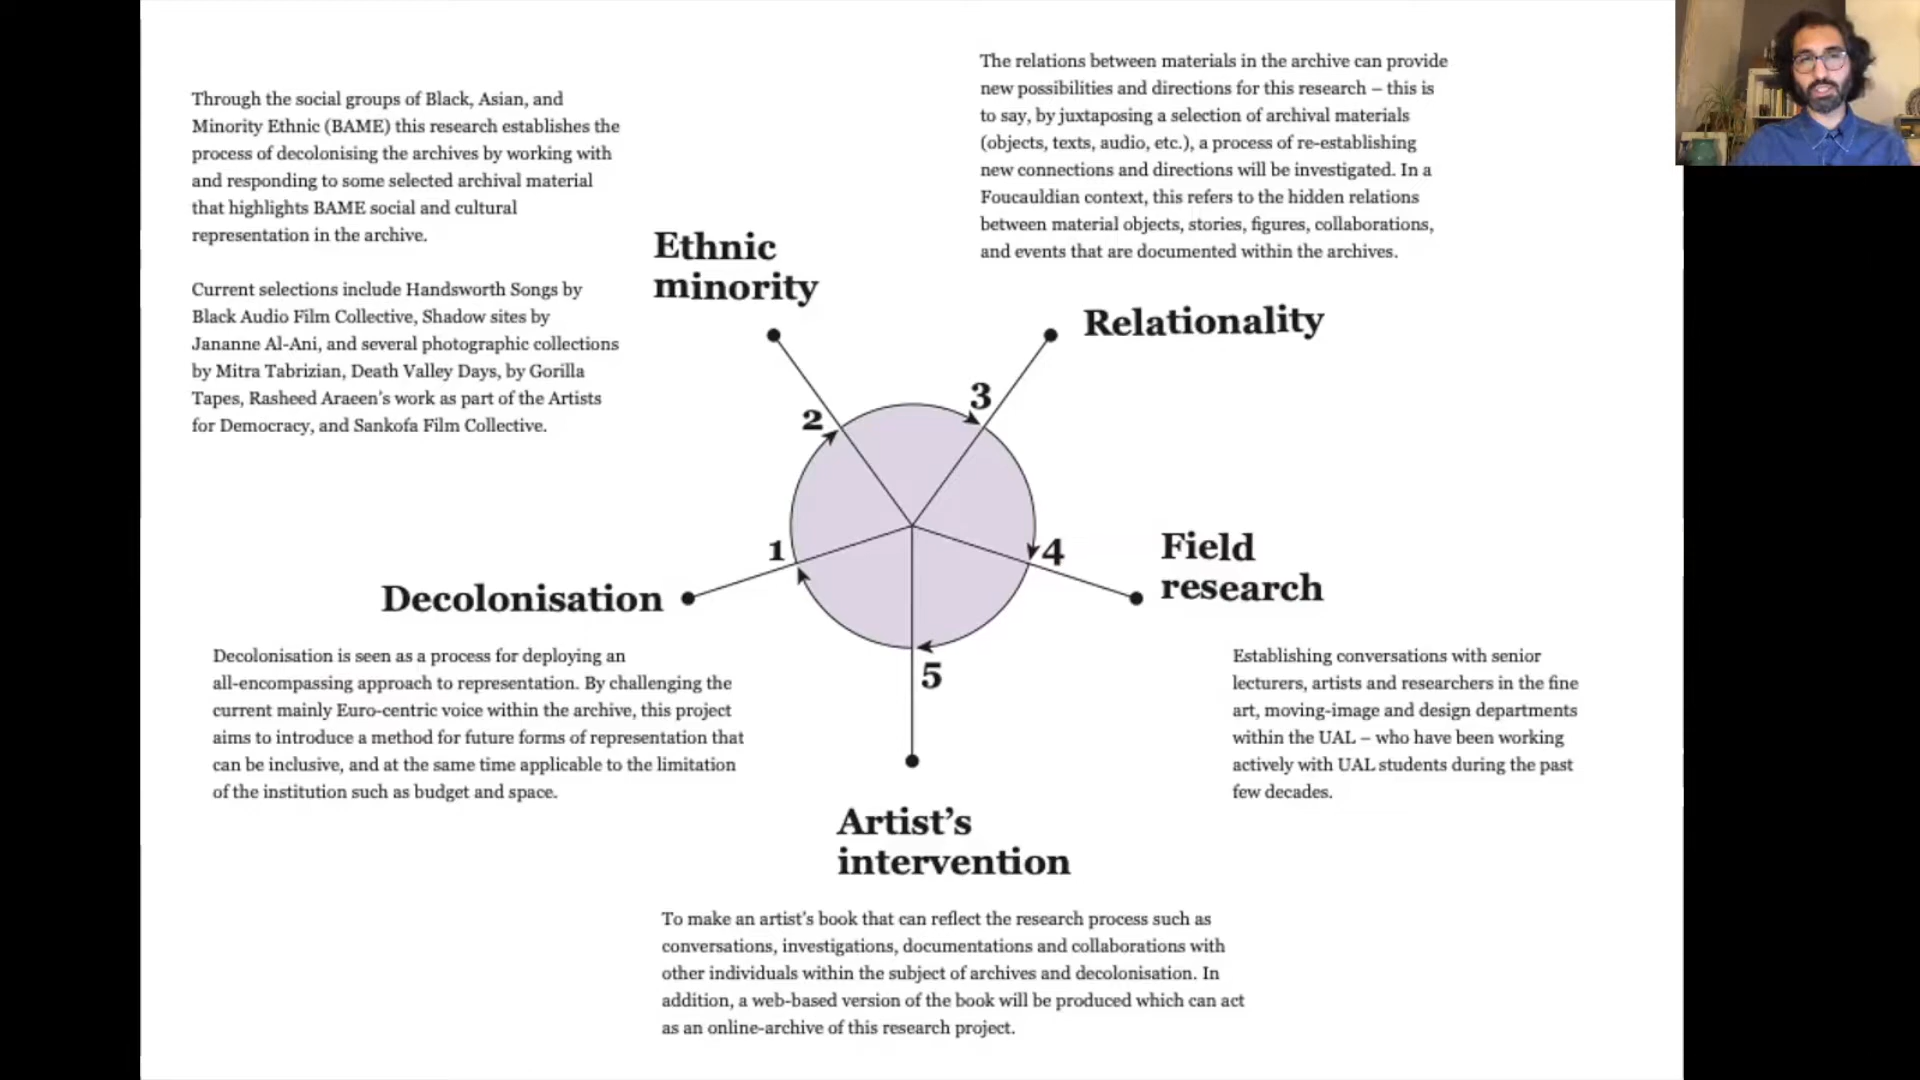 Through the social groups of Black, Asian, and
Minority Ethnic (BAME) this research establishes the
process of decolonising the archives by working with
and responding to some selected archival material
that highlights BAME social and cultural
representation in the archive.
Current selections include Handsworth Songs by
Black Audio Film Collective, Shadow sites by
Jananne Al-Ani, and several photographic collections
by Mitra Tabrizian, Death Valley Days, by Gorilla
Tapes, Rasheed Araeen's work as part of the Artists
for Democracy, and Sankofa Film Collective.
Ethnic
minority
2
The relations between materials in the archive can provide
new possibilities and directions for this research – this is
to say, by juxtaposing a selection of archival materials
(objects, texts, audio, etc.), a process of re-establishing
new connections and directions will be investigated. In a
Foucauldian context, this refers to the hidden relations
between material objects, stories, figures, collaborations,
and events that are documented within the archives.
Relationality
3
1
Decolonisation
Decolonisation is seen as a process for deploying an
all-encompassing approach to representation. By challenging the
current mainly Euro-centric voice within the archive, this project
aims to introduce a method for future forms of representation that
can be inclusive, and at the same time applicable to the limitation
of the institution such as budget and space.
4
Field
research
Establishing conversations with senior
lecturers, artists and researchers in the fine
art, moving-image and design departments
within the UAL – who have been working
actively with UAL students during the past
few decades.
5
Artist's
intervention
To make an artist's book that can reflect the research process such as
conversations, investigations, documentations and collaborations with
other individuals within the subject of archives and decolonisation. In
addition, a web-based version of the book will be produced which can act
as an online-archive of this research project.